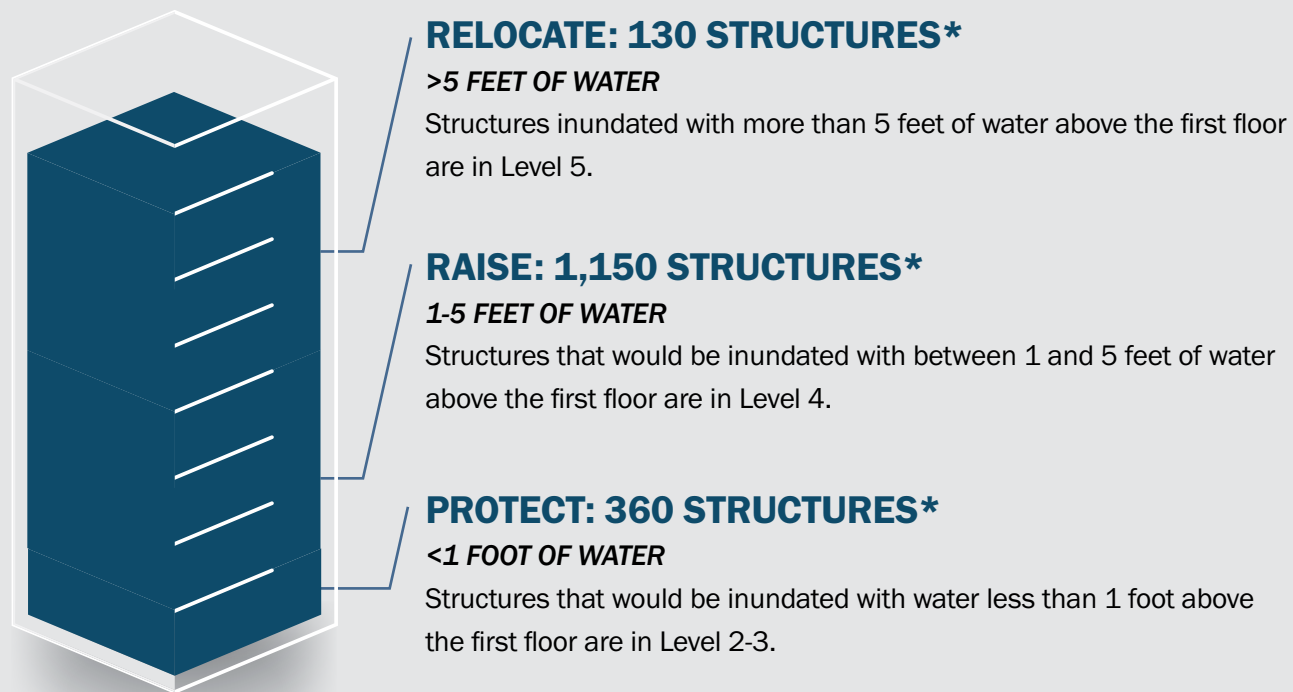 RELOCATE: 130 STRUCTURES*
>5 FEET OF WATER
Structures inundated with more than 5 feet of water above the first floor
are in Level 5.
RAISE: 1,150 STRUCTURES*
1-5 FEET OF WATER
Structures that would be inundated with between 1 and 5 feet of water
above the first floor are in Level 4.
PROTECT: 360 STRUCTURES*
<1 FOOT OF WATER
Structures that would be inundated with water less than 1 foot above
the first floor are in Level 2-3.